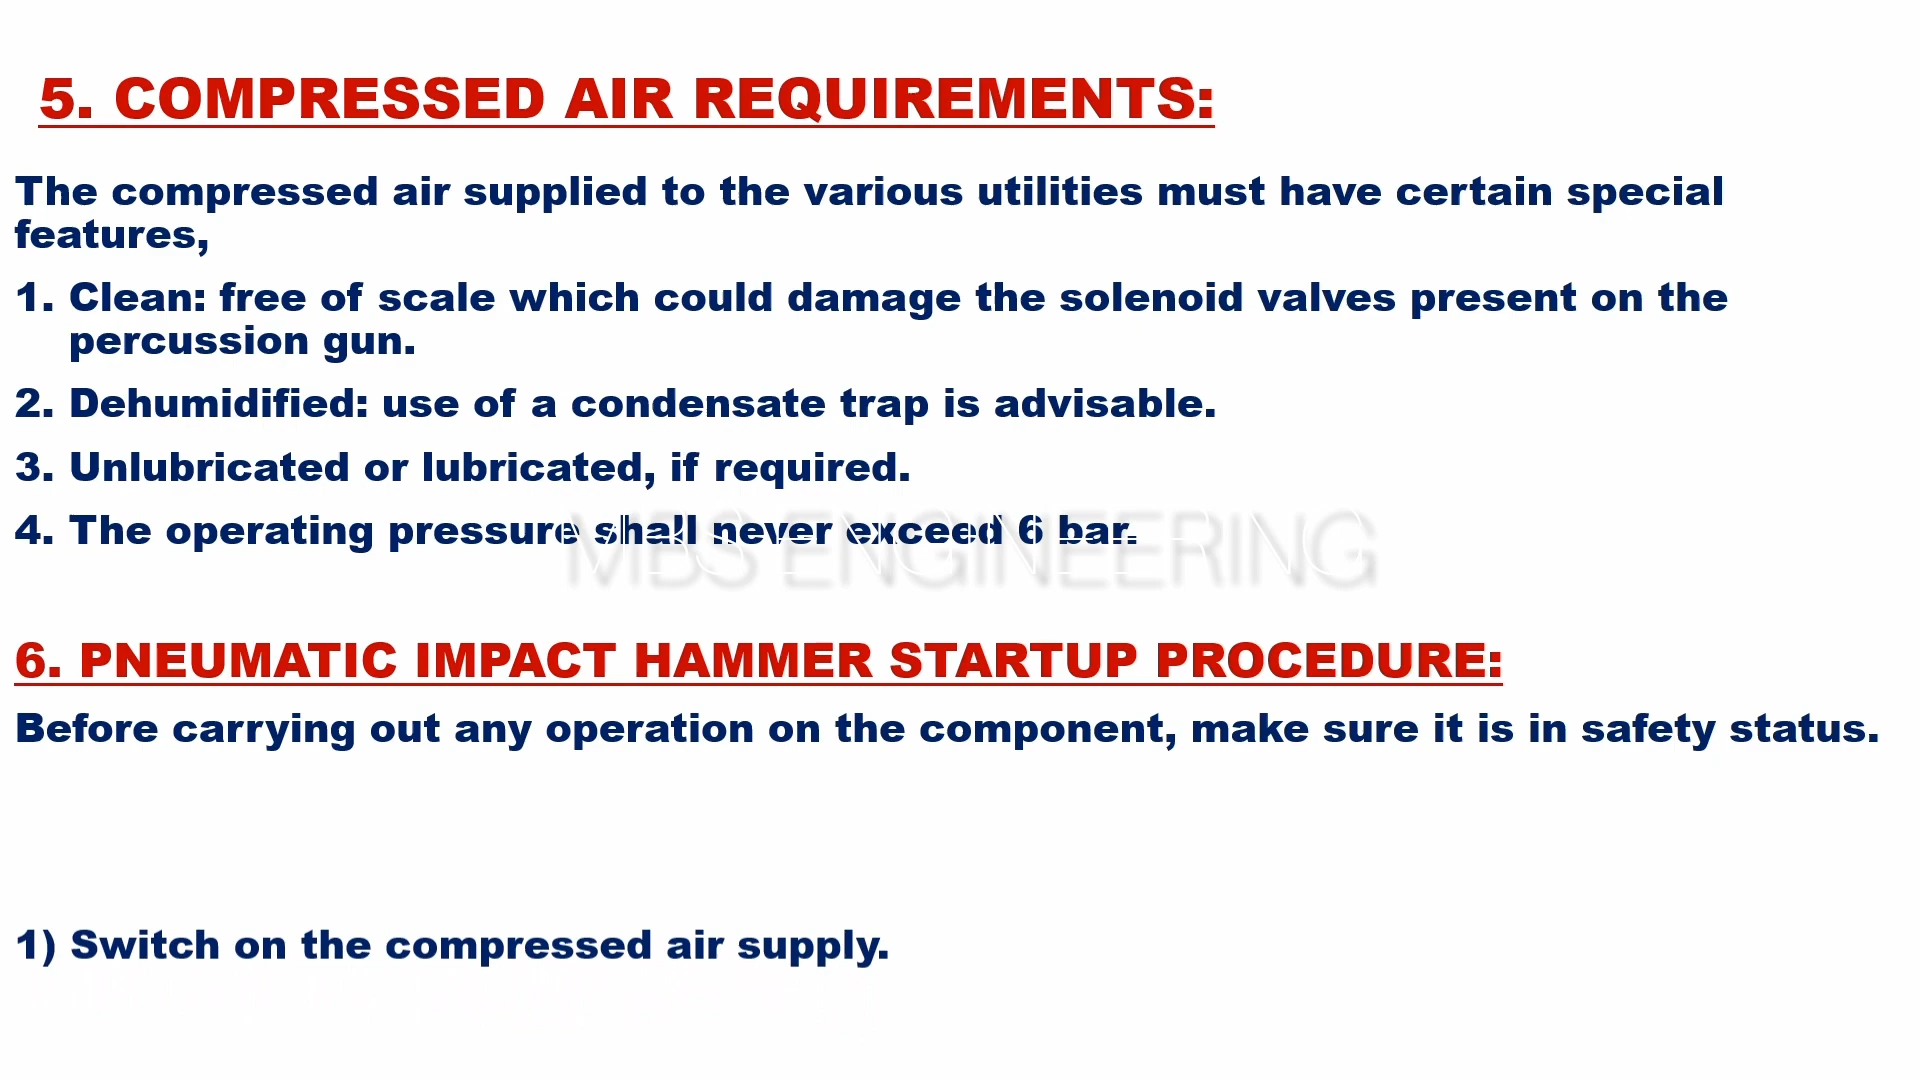 5. COMPRESSED AIR REQUIREMENTS:
The compressed air supplied to the various utilities must have certain special
features,
1. Clean: free of scale which could damage the solenoid valves present on the
percussion gun.
2. Dehumidified: use of a condensate trap is advisable.
3. Unlubricated or lubricated, if required.
4. The operating pressure shall never exceed 6 bar.
MBS ENGINEERING
6. PNEUMATIC IMPACT HAMMER STARTUP PROCEDURE:
Before carrying out any operation on the component, make sure it is in safety status.
1) Switch on the compressed air supply.